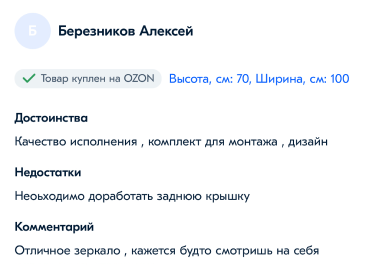 Б
Березников Алексей
Товар куплен на OZON Высота, см: 70, Ширина, см: 100
Достоинства
Качество исполнения , комплект для монтажа , дизайн
Недостатки
Неоьходимо доработать заднюю крышку
Комментарий
Отличное зеркало , кажется будто смотришь на себя